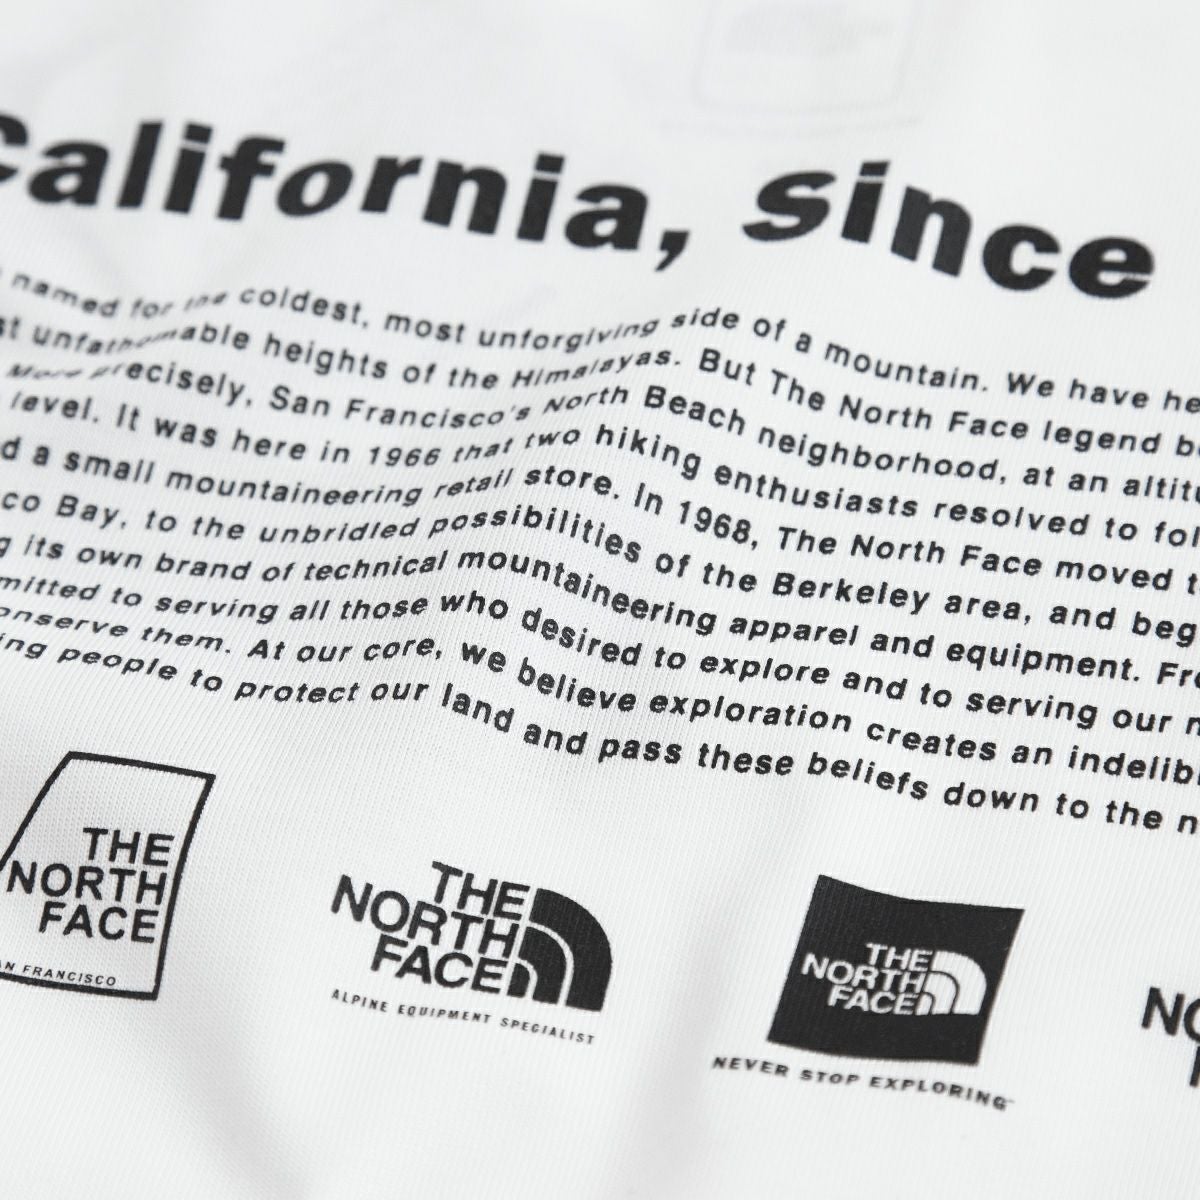 California, Since
named for the coldest, most unforgiving side of a mountain. We have he
st unfathomable heights of the Himalayas. But The North Face legend b
More precisely, San Francisco's North Beach neighborhood, at an altitu
level. It was here in 1966 that two hiking enthusiasts resolved to fol
d a small mountaineering retail store. In 1968, The North Face moved t
co Bay, to the unbridled possibilities of the Berkeley area, and beg
g its own brand of technical mountaineering apparel and equipment. Fro
mitted to serving all those who desired to explore and to serving our n
onserve them. At our core, we believe exploration creates an indelib
ing people to protect our land and pass these beliefs down to the n
THE
NORTH
FACE
AN FRANCISCO
THE
NORTH
FACE
ALPINE EQUIPMENT SPECIALIST
THE
NORTH
FACE
NEVER STOP EXPLORING™
NO